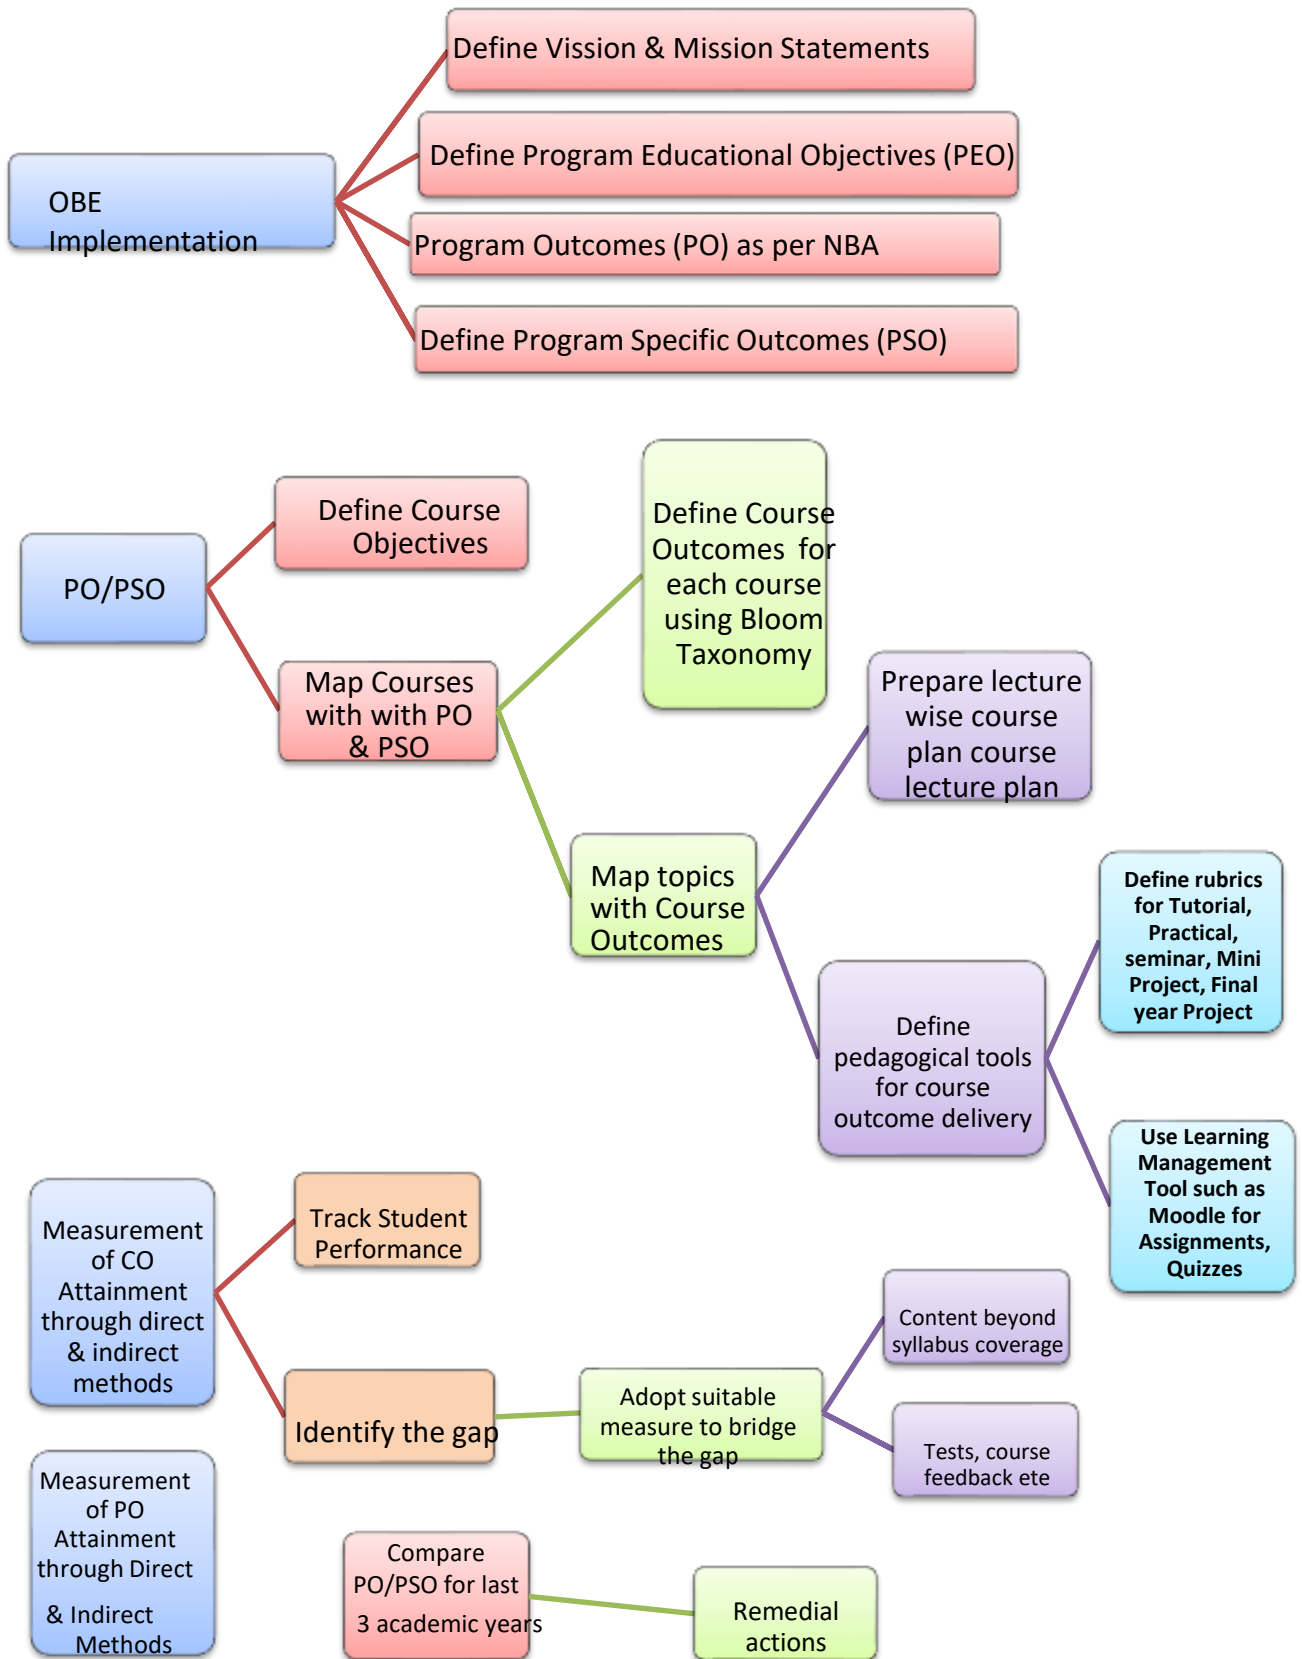 Define Vission & Mission Statements
Define Program Educational Objectives (PEO)
OBE
Implementation
Program Outcomes (PO) as per NBA
Define Program Specific Outcomes (PSO)
PO/PSO
Define Course
Objectives
Map Courses
with with PO
& PSO
Define Course
Outcomes for
each course
using Bloom
Taxonomy
Map topics
with Course
Outcomes
Prepare lecture
wise course
plan course
lecture plan
Define
pedagogical tools
for course
outcome delivery
Define rubrics
for Tutorial,
Practical,
seminar, Mini
Project, Final
year Project
Use Learning
Management
Tool such as
Moodle for
Assignments,
Quizzes
Measurement
of CO
Attainment
through direct
& indirect
methods
Track Student
Performance
Identify the gap
Adopt suitable
measure to bridge
the gap
Content beyond
syllabus coverage
Tests, course
feedback ete
Measurement
of PO
Attainment
through Direct
& Indirect
Methods
Compare
PO/PSO for last
3 academic years
Remedial
actions